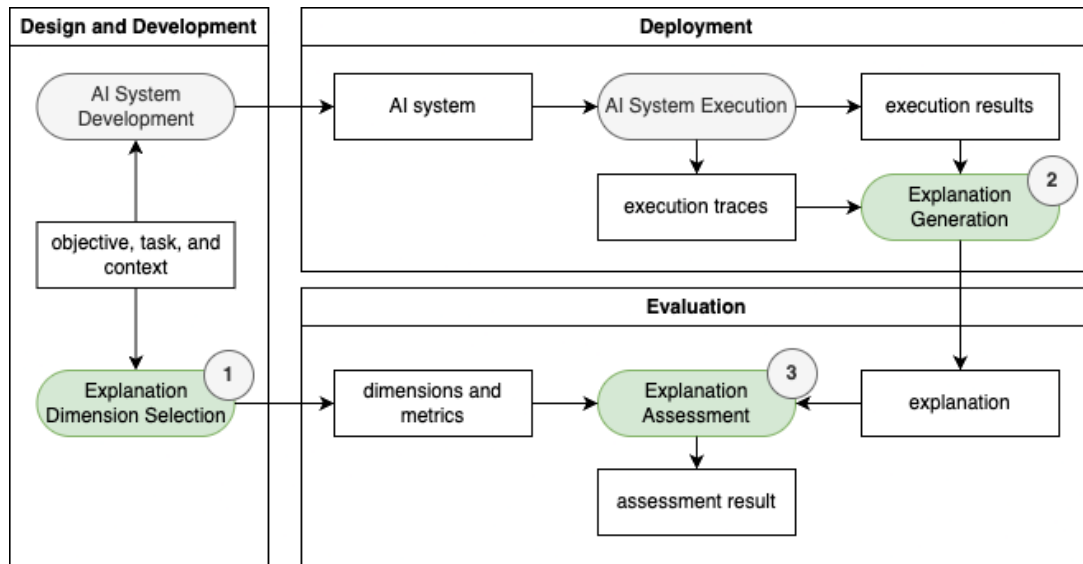 Design and Development
AI System
Development
objective, task, and
context
Explanation
Dimension Selection
1
Deployment
AI system
AI System Execution
execution results
execution traces
Explanation
Generation
2
Evaluation
dimensions and
metrics
Explanation
Assessment
3
explanation
assessment result